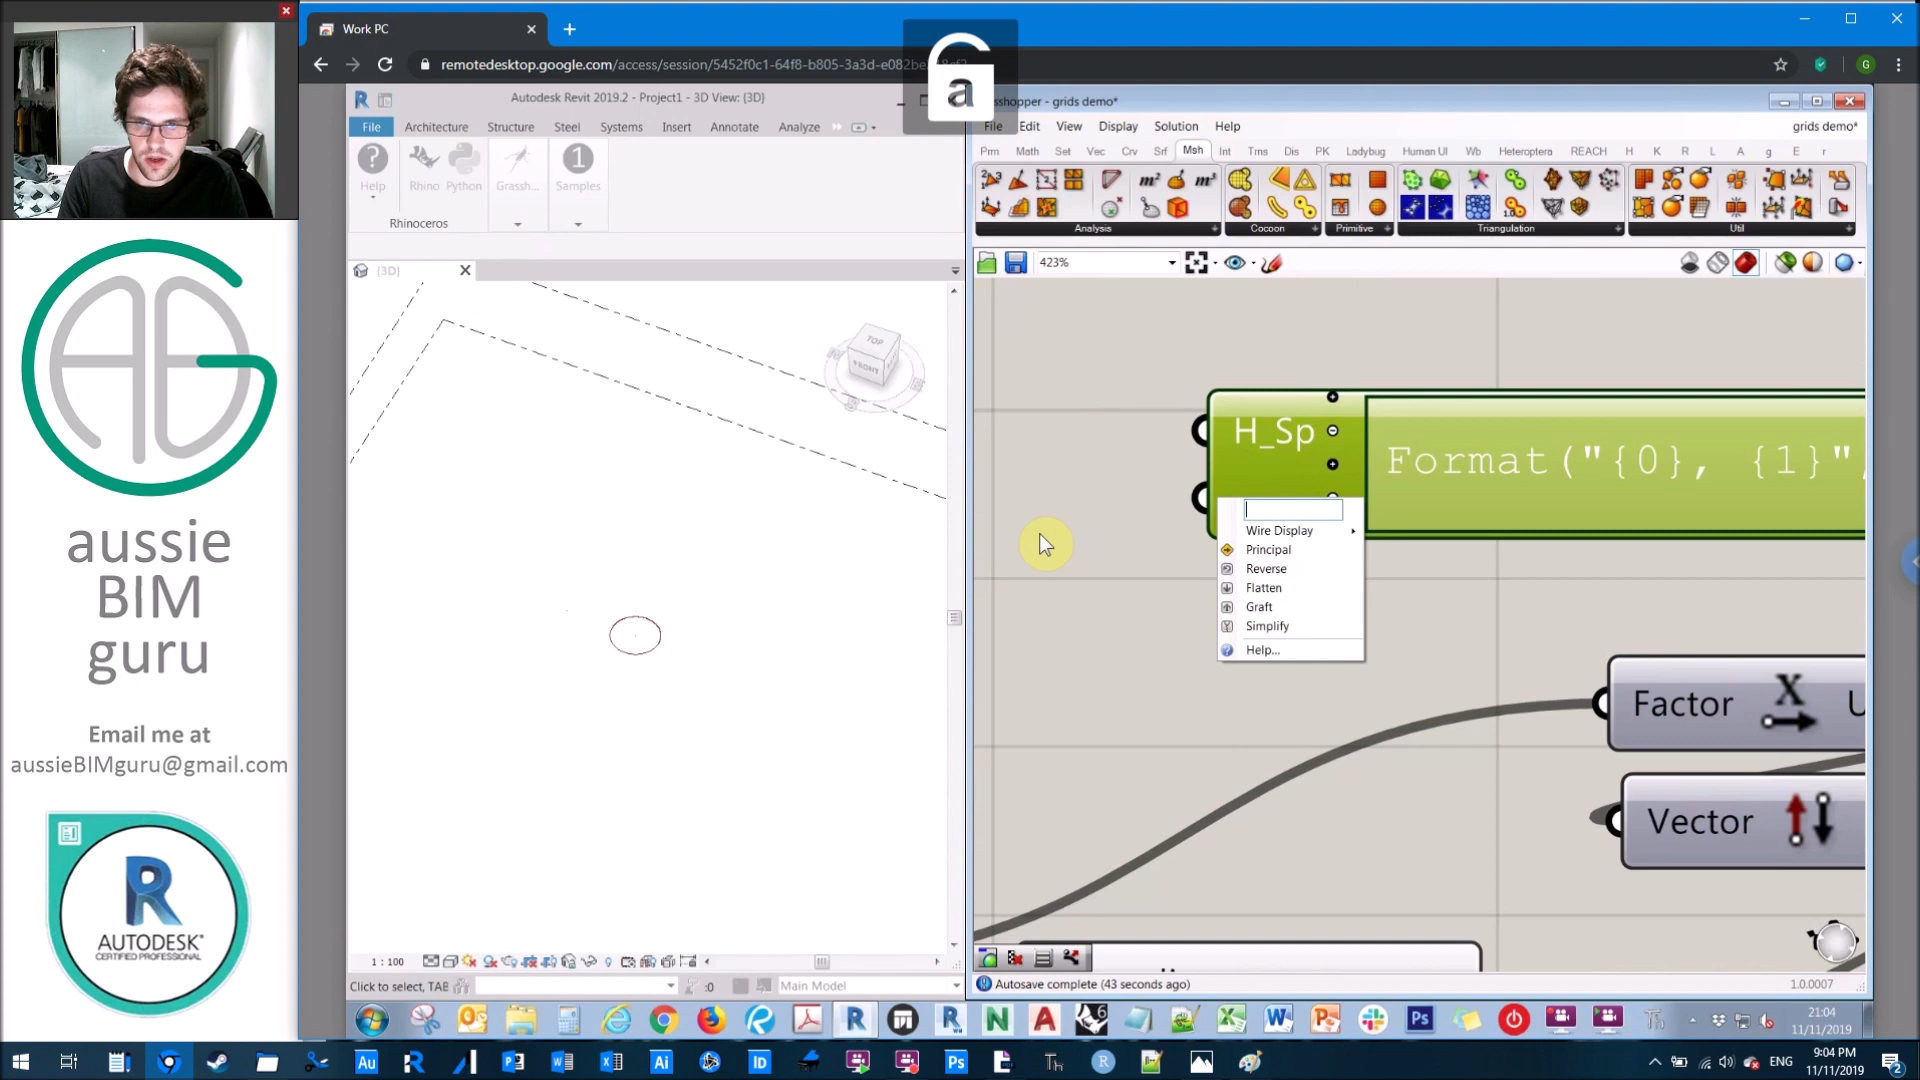 Work PC
remotedesktop.google.com/access/session/5452f0c1-64f8-b805-3a3d-e082be
a
Autodesk Revit 2019.2 - Project1 - 3D View: {3D}
File Architecture Structure Steel Systems Insert Annotate Analyze
Help Rhino Python Grassh... Samples
Rhinoceros
{3D}
TOP
FRONT
1 : 100
Click to select, TAB
:0
Main Model
shopper - grids demo*
File Edit View Display Solution Help
grids demo*
Prm Math Set Vec Crv Srf Msh Int Trns Dis PK Ladybug Human UI Wb Heteroptera REACH H K R L A g E r
Analysis Cocoon Primitive Triangulation Util
423%
H_Sp
Format("{0}, {1}",
Wire Display
Principal
Reverse
Flatten
Graft
Simplify
Help...
Factor
Vector
Autosave complete (43 seconds ago)
1.0.0007
21:04
11/11/2019
aussie
BIM
guru
Email me at
aussieBIMguru@gmail.com
R
AUTODESK
CERTIFIED PROFESSIONAL
ENG
9:04 PM
11/11/2019